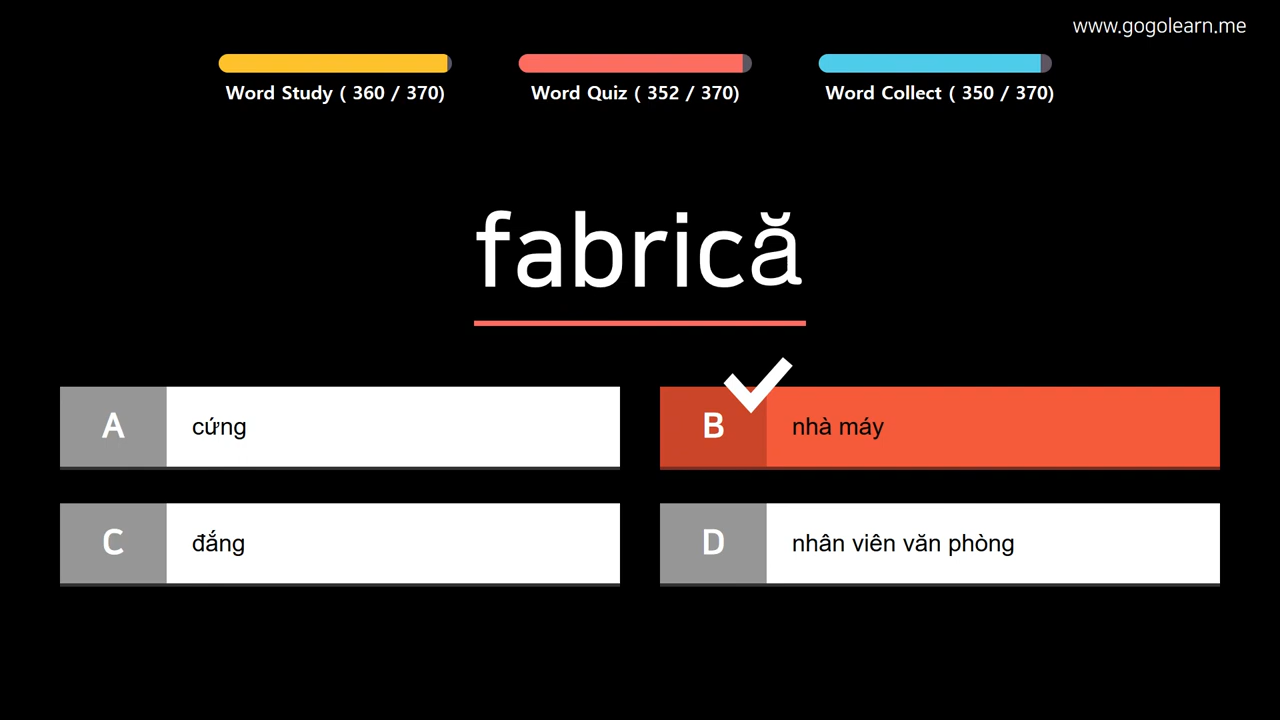 www.gogolearn.me
Word Study ( 360 / 370)
Word Quiz ( 352 / 370)
Word Collect ( 350 / 370)
fabrică
A
cứng
B
nhà máy
C
đắng
D
nhân viên văn phòng